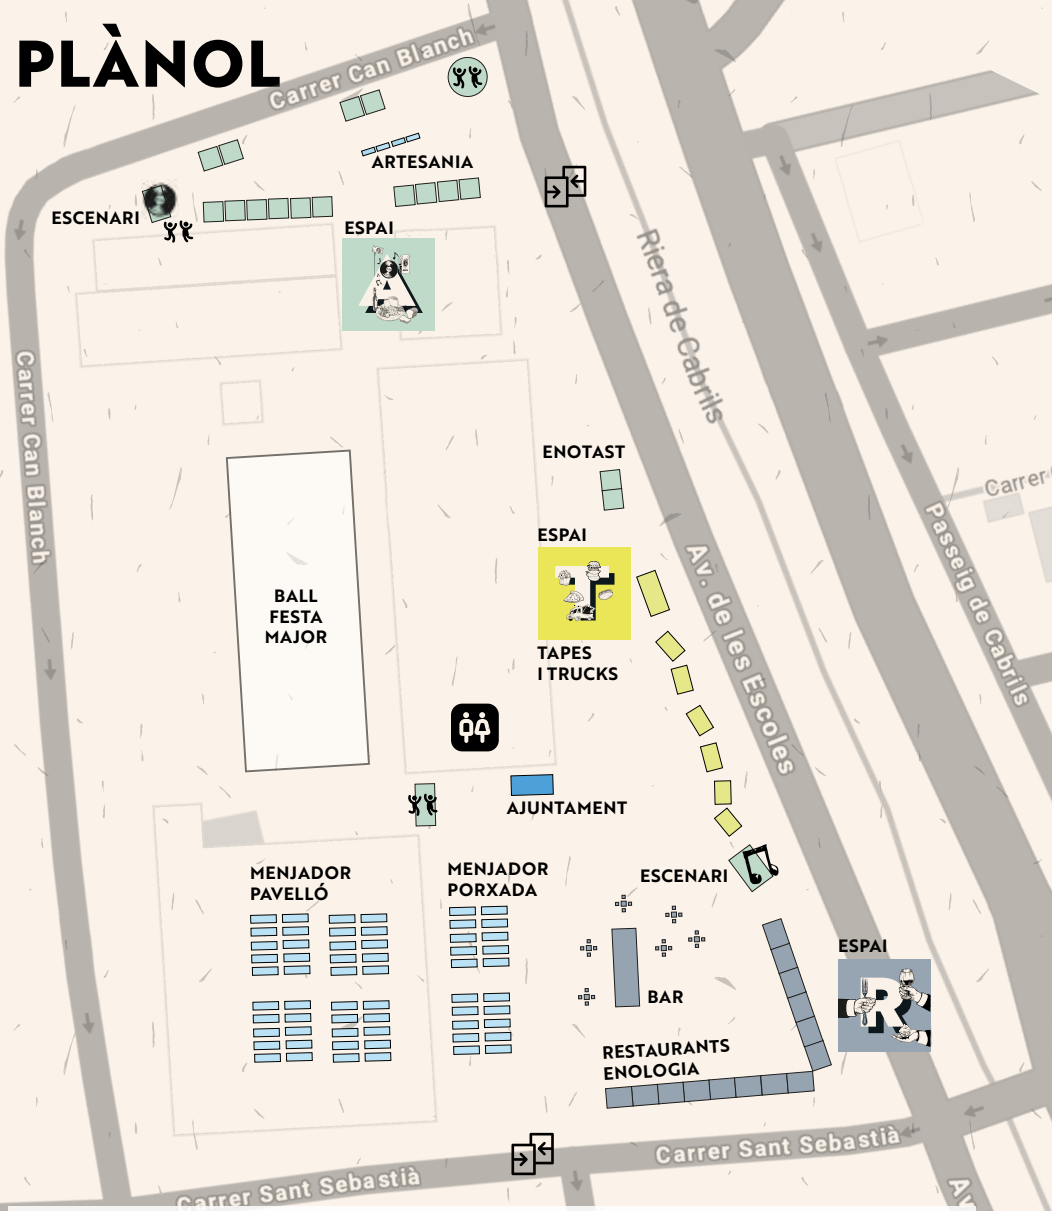 PLÀNOL
Carrer Can Blanch
ARTESANIA
ESCENARI
ESPAI
A
Riera de Cabrils
Carrer Can Blanch
ENOTAST
Carrer
ESPAI
T
Passeig de Cabrils
Av. de les Escoles
BALL
FESTA
MAJOR
TAPES
I TRUCKS
AJUNTAMENT
MENJADOR
PAVELLÓ
MENJADOR
PORXADA
ESCENARI
ESPAI
R
BAR
RESTAURANTS
ENOLOGIA
Carrer Sant Sebastià
Carrer Sant Sebastià
Av